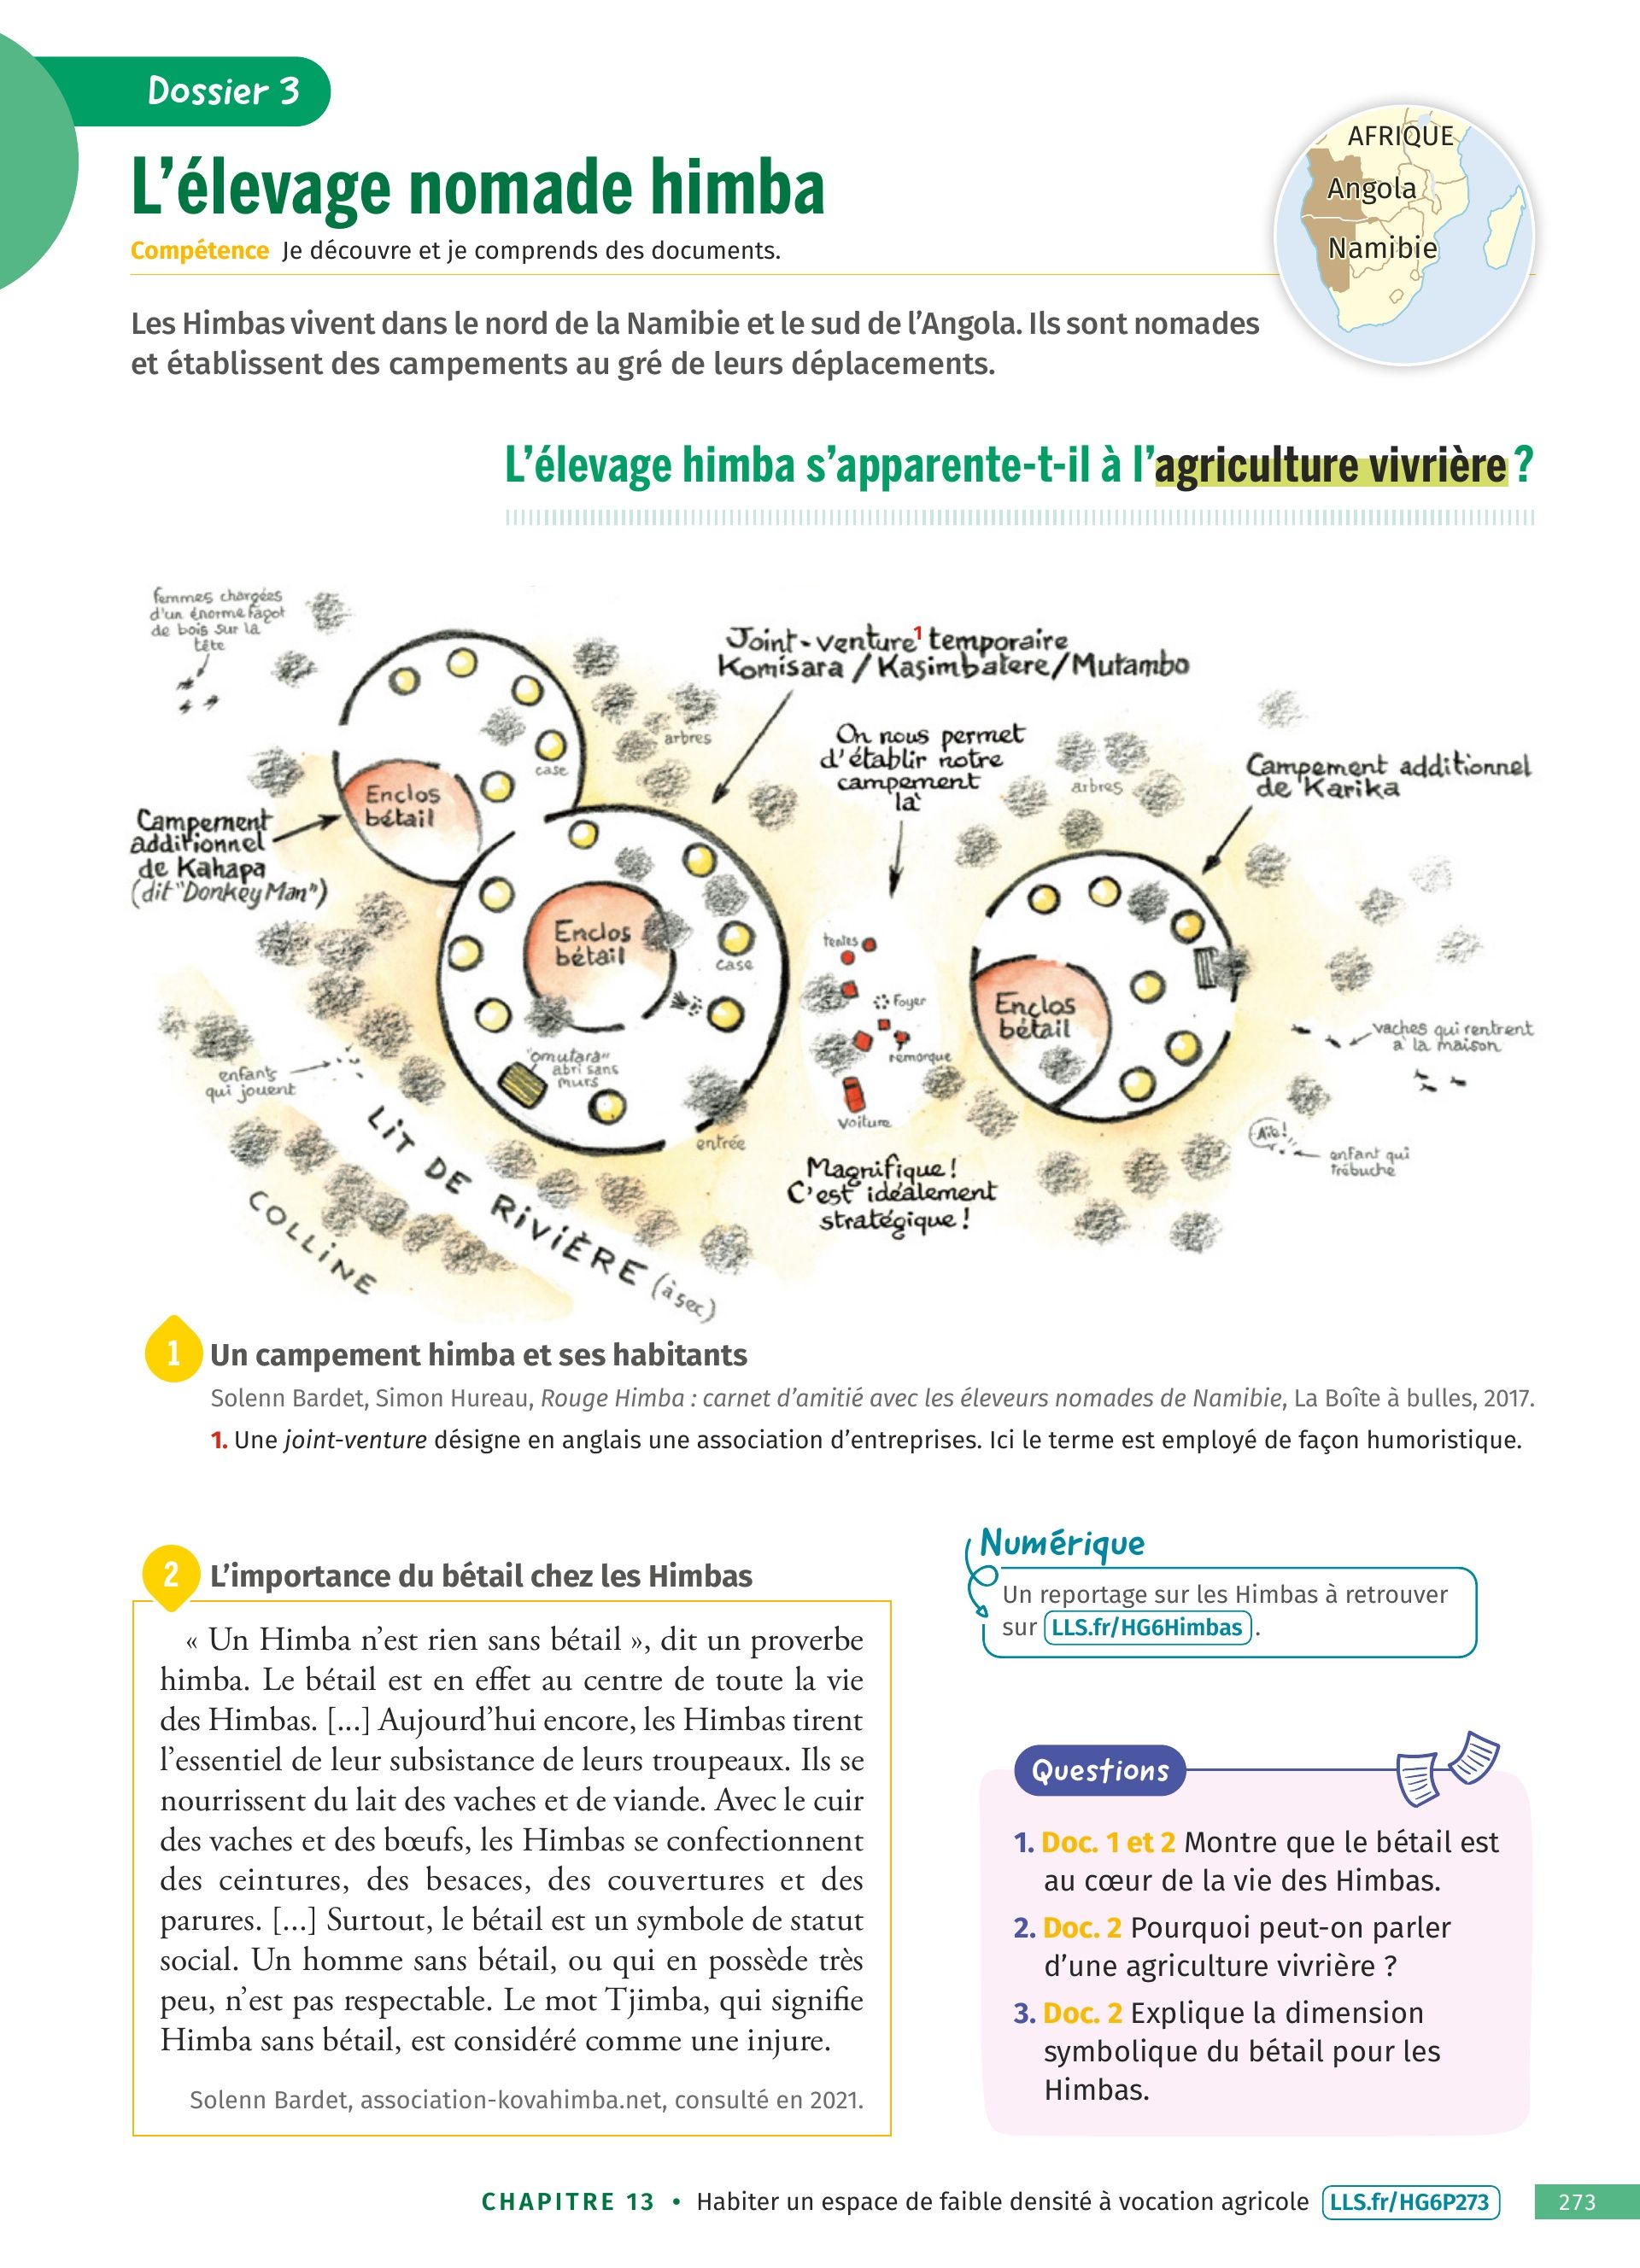 Dossier 3
L'élevage nomade himba
Compétence Je découvre et je comprends des documents.
AFRIQUE
Angola
Namibie
Les Himbas vivent dans le nord de la Namibie et le sud de l'Angola. Ils sont nomades
et établissent des campements au gré de leurs déplacements.
L'élevage himba s'apparente-t-il à l'agriculture vivrière ?
femmes chargées
d'un énorme fagot
de bois sur la
tête
Joint-venture¹ temporaire
Komisara / Kasimbatere / Mutambo
arbres
case
Enclos
bétail
On nous permet
d'établir notre
campement
là
arbres
Campement additionnel
de Karika
Campement
additionnel
de Kahapa
(dit "Donkey Man")
Enclos
bétail
case
tentes
Foyer
remorque
Voiture
Enclos
bétail
vaches qui rentrent
à la maison
"omutara"
abri sans
murs
enfants
qui jouent
entrée
Aïe!
enfant qui
trébuche
LIT DE RIVIÈRE (à sec)
COLLINE
Magnifique !
C'est idéalement
stratégique !
1 Un campement himba et ses habitants
Solenn Bardet, Simon Hureau, Rouge Himba : carnet d'amitié avec les éleveurs nomades de Namibie, La Boîte à bulles, 2017.
1. Une joint-venture désigne en anglais une association d'entreprises. Ici le terme est employé de façon humoristique.
2 L'importance du bétail chez les Himbas
« Un Himba n'est rien sans bétail », dit un proverbe
himba. Le bétail est en effet au centre de toute la vie
des Himbas. [...] Aujourd'hui encore, les Himbas tirent
l'essentiel de leur subsistance de leurs troupeaux. Ils se
nourrissent du lait des vaches et de viande. Avec le cuir
des vaches et des bœufs, les Himbas se confectionnent
des ceintures, des besaces, des couvertures et des
parures. [...] Surtout, le bétail est un symbole de statut
social. Un homme sans bétail, ou qui en possède très
peu, n'est pas respectable. Le mot Tjimba, qui signifie
Himba sans bétail, est considéré comme une injure.
Solenn Bardet, association-kovahimba.net, consulté en 2021.
Numérique
Un reportage sur les Himbas à retrouver
sur LLS.fr/HG6Himbas .
Questions
1. Doc. 1 et 2 Montre que le bétail est
au cœur de la vie des Himbas.
2. Doc. 2 Pourquoi peut-on parler
d'une agriculture vivrière ?
3. Doc. 2 Explique la dimension
symbolique du bétail pour les
Himbas.
CHAPITRE 13 • Habiter un espace de faible densité à vocation agricole LLS.fr/HG6P273
273